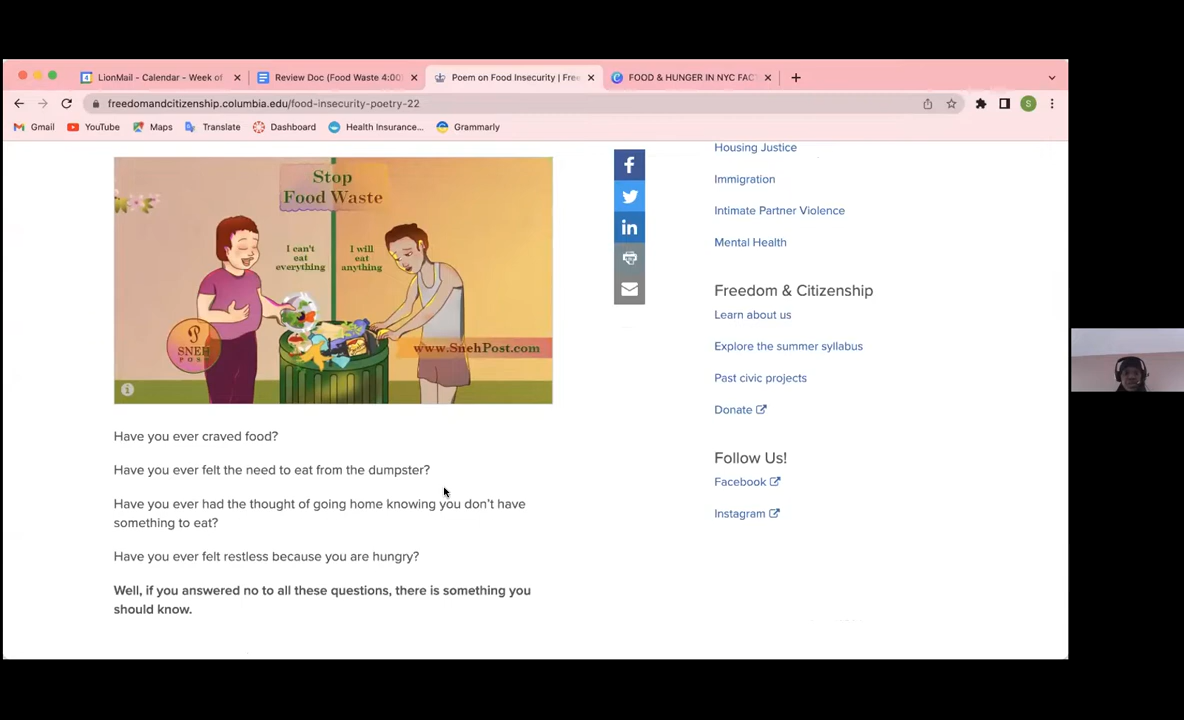 LionMail - Calendar - Week of
Review Doc (Food Waste 4:00
Poem on Food Insecurity | Free
FOOD & HUNGER IN NYC FAC
freedomandcitizenship.columbia.edu/food-insecurity-poetry-22
S
Gmail
YouTube
Maps
Translate
Dashboard
Health Insurance...
Grammarly
Stop
Food Waste
I can't
eat
everything
I will
eat
anything
SNEH
POST
www.SnehPost.com
Have you ever craved food?
Have you ever felt the need to eat from the dumpster?
Have you ever had the thought of going home knowing you don't have
something to eat?
Have you ever felt restless because you are hungry?
Well, if you answered no to all these questions, there is something you
should know.
Housing Justice
Immigration
Intimate Partner Violence
Mental Health
Freedom & Citizenship
Learn about us
Explore the summer syllabus
Past civic projects
Donate
Follow Us!
Facebook
Instagram